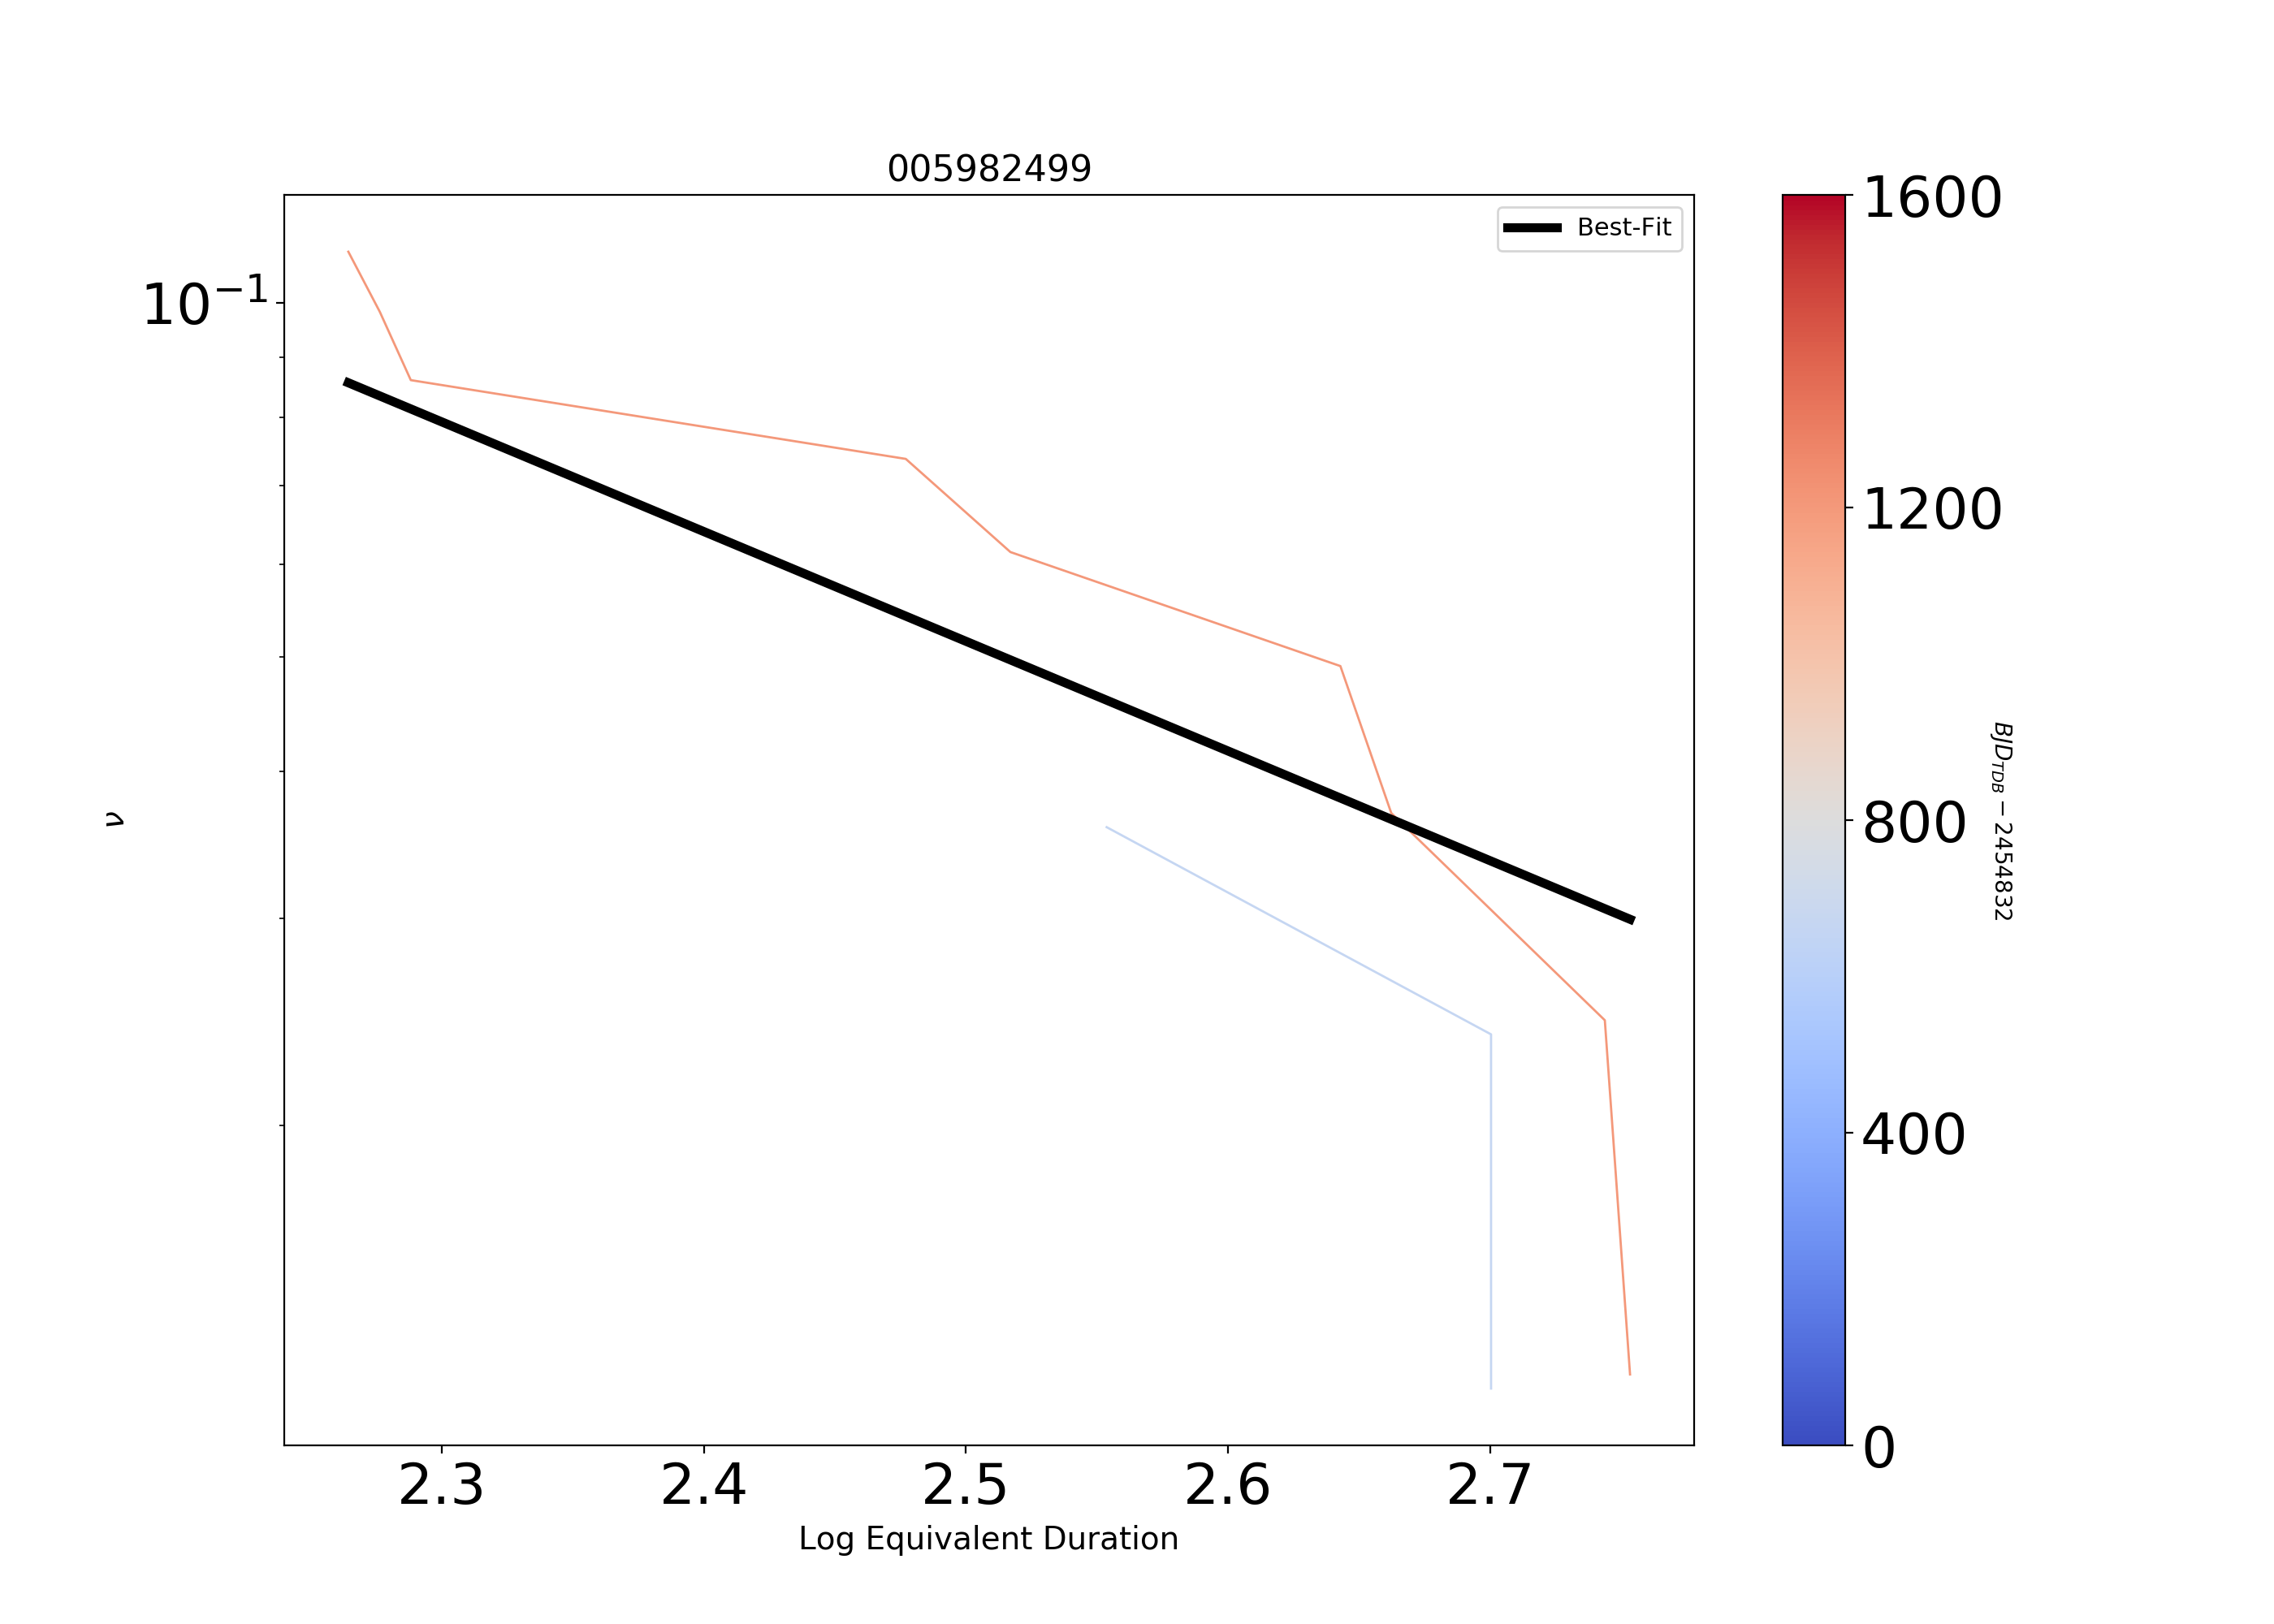 005982499
Best-Fit
10⁻¹
ν
2.3 2.4 2.5 2.6 2.7
Log Equivalent Duration
1600
1200
800
400
0
BJD_TDB − 2454832